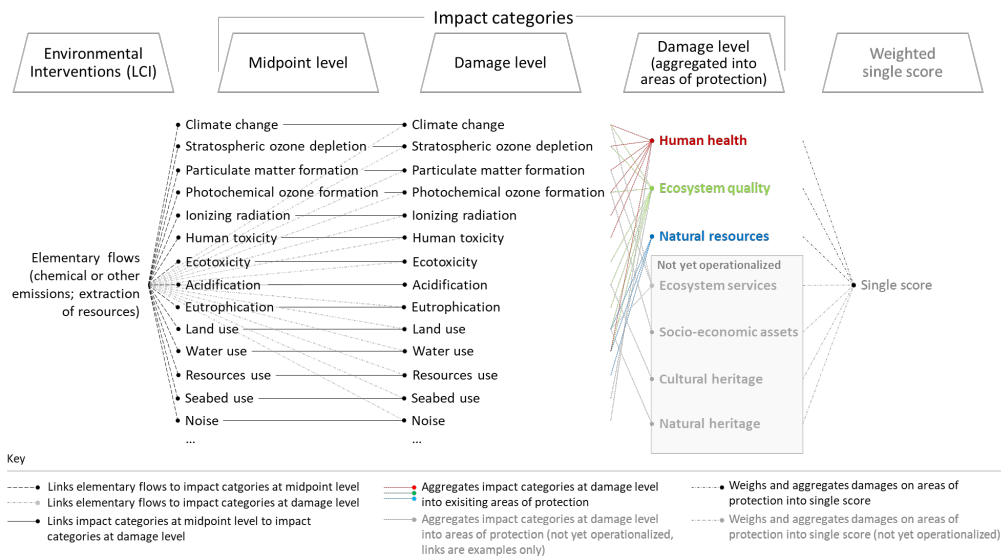 Impact categories
Environmental
Interventions (LCI)
Midpoint level
Damage level
Damage level
(aggregated into
areas of protection)
Weighted
single score
Elementary flows
(chemical or other
emissions; extraction
of resources)
Climate change
Stratospheric ozone depletion
Particulate matter formation
Photochemical ozone formation
Ionizing radiation
Human toxicity
Ecotoxicity
Acidification
Eutrophication
Land use
Water use
Resources use
Seabed use
Noise
...
Climate change
Stratospheric ozone depletion
Particulate matter formation
Photochemical ozone formation
Ionizing radiation
Human toxicity
Ecotoxicity
Acidification
Eutrophication
Land use
Water use
Resources use
Seabed use
Noise
...
Human health
Ecosystem quality
Natural resources
Not yet operationalized
Ecosystem services
Socio-economic assets
Cultural heritage
Natural heritage
Single score
Key
Links elementary flows to impact catgories at midpoint level
Links elementary flows to impact categories at damage level
Links impact categories at midpoint level to impact
categories at damage level
Aggregates impact categories at damage level
into exisiting areas of protection
Aggregates impact categories at damage level
into areas of protection (not yet operationalized,
links are examples only)
Weighs and aggregates damages on areas of
protection into single score
Weighs and aggregates damages on areas of
protection into single score (not yet operationalized)